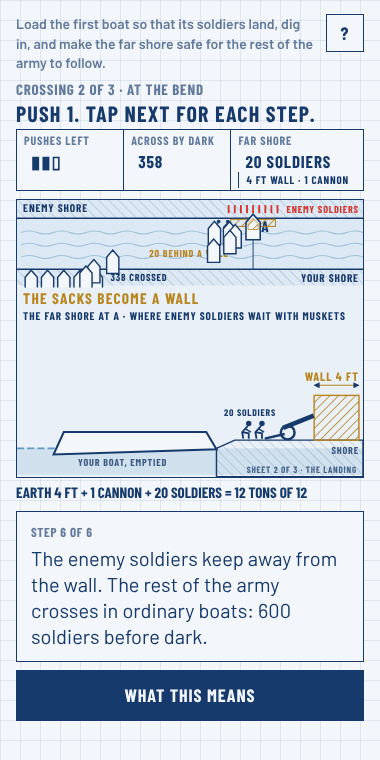 Load the first boat so that its soldiers land, dig
in, and make the far shore safe for the rest of the
army to follow.
?
CROSSING 2 OF 3 · AT THE BEND
PUSH 1. TAP NEXT FOR EACH STEP.
PUSHES LEFT
ACROSS BY DARK
358
FAR SHORE
20 SOLDIERS
4 FT WALL · 1 CANNON
ENEMY SHORE
ENEMY SOLDIERS
A
20 BEHIND A
338 CROSSED
YOUR SHORE
THE SACKS BECOME A WALL
THE FAR SHORE AT A · WHERE ENEMY SOLDIERS WAIT WITH MUSKETS
WALL 4 FT
20 SOLDIERS
SHORE
YOUR BOAT, EMPTIED
SHEET 2 OF 3 · THE LANDING
EARTH 4 FT + 1 CANNON + 20 SOLDIERS = 12 TONS OF 12
STEP 6 OF 6
The enemy soldiers keep away from
the wall. The rest of the army
crosses in ordinary boats: 600
soldiers before dark.
WHAT THIS MEANS